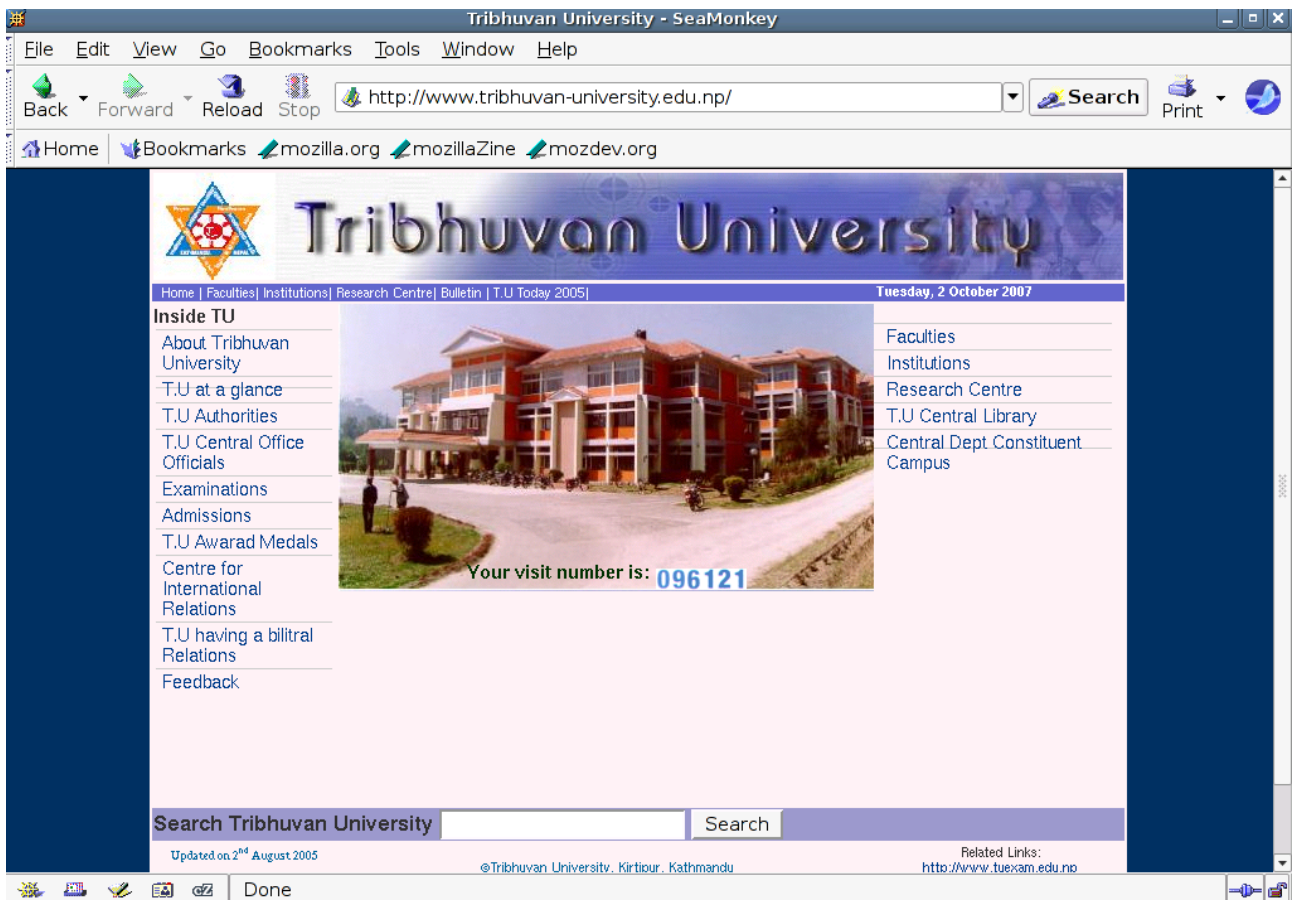 Tribhuvan University - SeaMonkey
File Edit View Go Bookmarks Tools Window Help
Back Forward Reload Stop http://www.tribhuvan-university.edu.np/ Search Print
Home Bookmarks mozilla.org mozillaZine mozdev.org
Tribhuvan University
Home | Faculties| Institutions| Research Centre| Bulletin | T.U Today 2005|
Tuesday, 2 October 2007
Inside TU
About Tribhuvan
University
T.U at a glance
T.U Authorities
T.U Central Office
Officials
Examinations
Admissions
T.U Awarad Medals
Centre for
International
Relations
T.U having a bilitral
Relations
Feedback
Your visit number is: 096121
Faculties
Institutions
Research Centre
T.U Central Library
Central Dept Constituent
Campus
Search Tribhuvan University Search
Updated on 2nd August 2005
©Tribhuvan University, Kirtipur, Kathmandu
Related Links:
http://www.tuexam.edu.np
Done